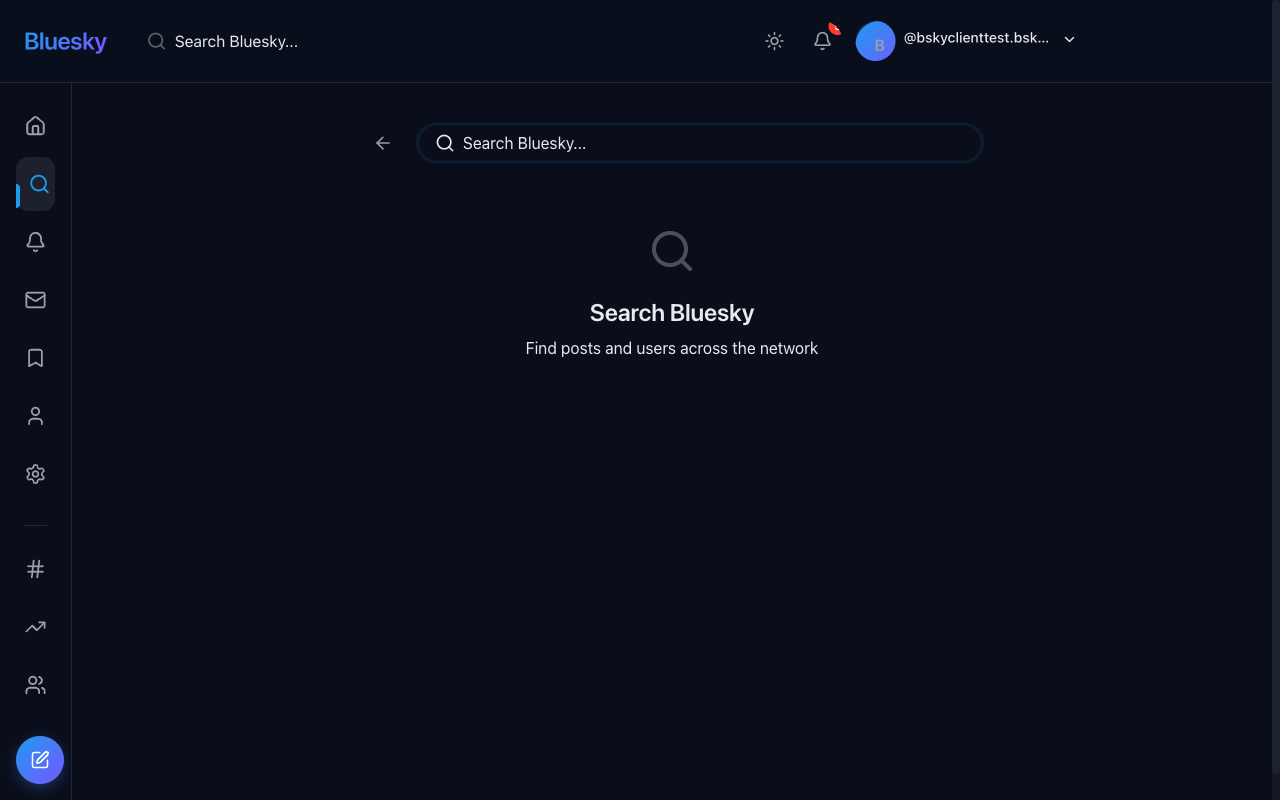 Bluesky
Search Bluesky...
B
@bskyclienttest.bsk...
Search Bluesky...
Search Bluesky
Find posts and users across the network